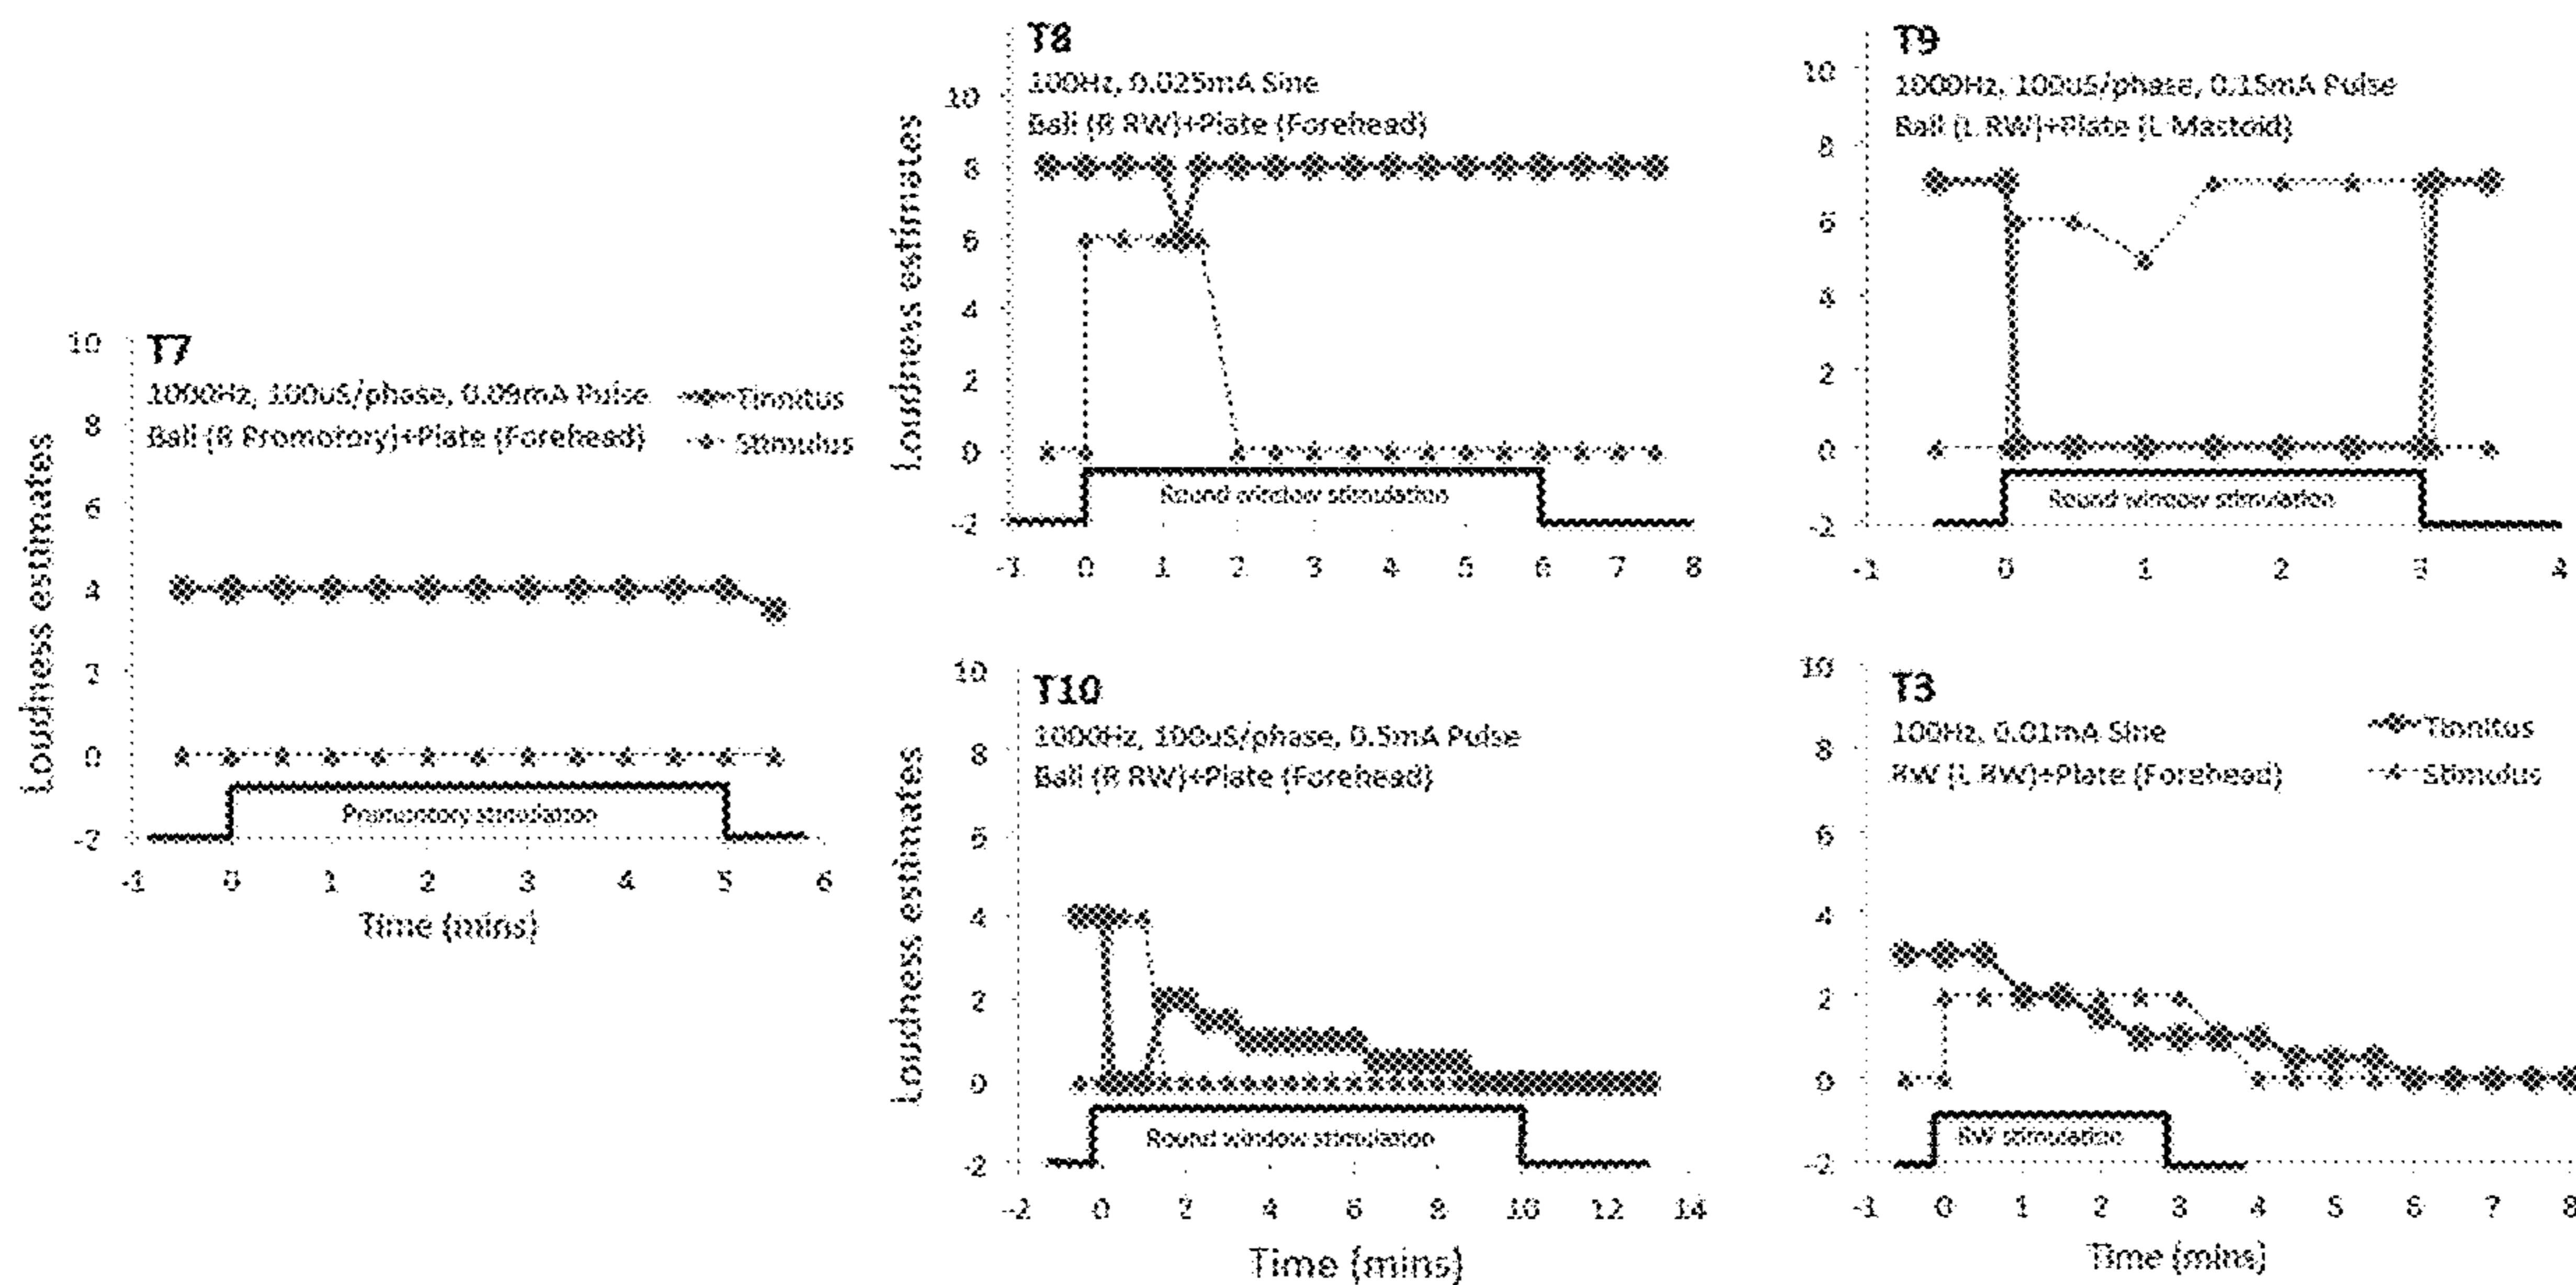 T7
1000Hz, 100uS/phase, 0.09mA Pulse
Ball (R Promotory)+Plate (Forehead)
Tinnitus
Stimulus
Loudness estimates
10
8
6
4
2
0
-2
Promontory stimulation
-1 0 1 2 3 4 5 6
Time (mins)
T8
100Hz, 0.025mA Sine
Ball (R RW)+Plate (Forehead)
Loudness estimates
10
8
6
4
2
0
-2
Round window stimulation
-1 0 1 2 3 4 5 6 7 8
T9
1000Hz, 100uS/phase, 0.15mA Pulse
Ball (L RW)+Plate (L Mastoid)
10
8
6
4
2
0
-2
Round window stimulation
-1 0 1 2 3 4
T10
1000Hz, 100uS/phase, 0.5mA Pulse
Ball (R RW)+Plate (Forehead)
Loudness estimates
10
8
6
4
2
0
-2
Round window stimulation
-2 0 2 4 6 8 10 12 14
Time (mins)
T3
100Hz, 0.01mA Sine
RW (L RW)+Plate (Forehead)
Tinnitus
Stimulus
10
8
6
4
2
0
-2
RW stimulation
-1 0 1 2 3 4 5 6 7 8
Time (mins)